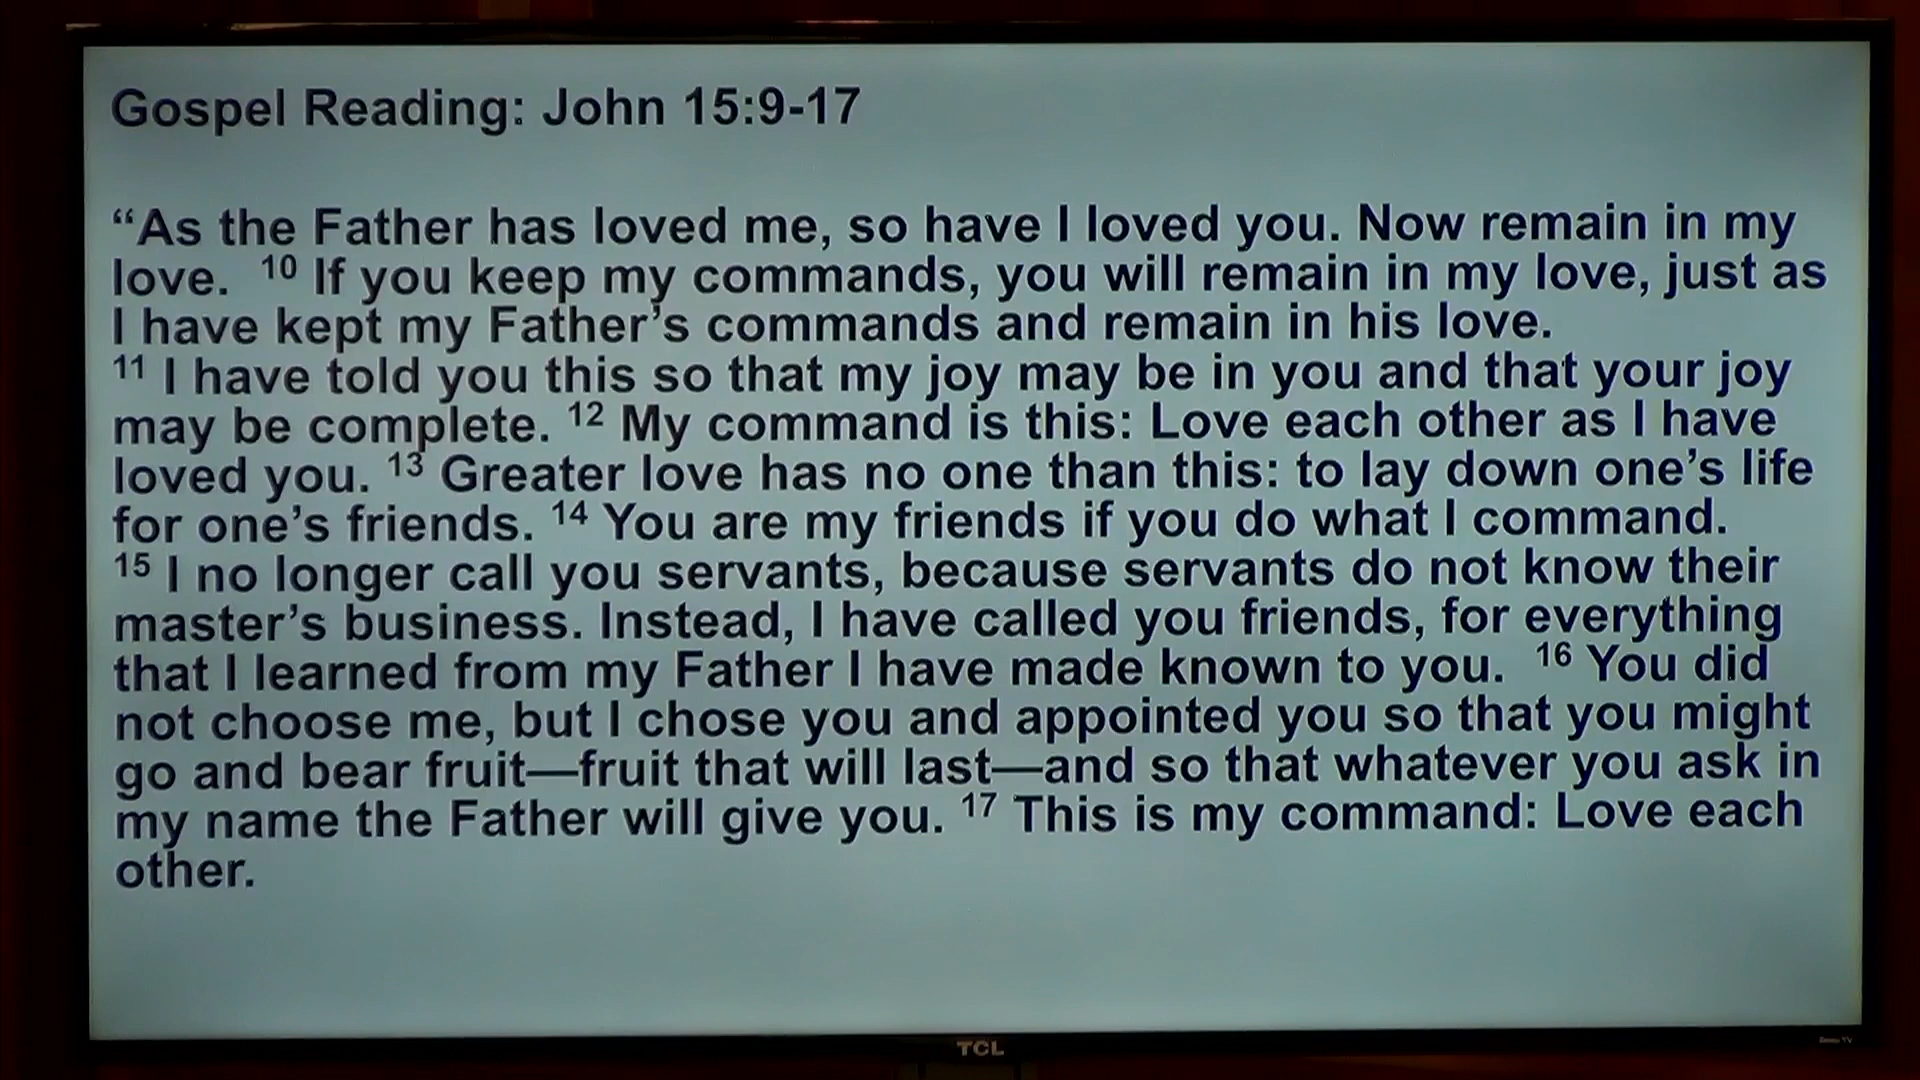 Gospel Reading: John 15:9-17
“As the Father has loved me, so have I loved you. Now remain in my
love. 10 If you keep my commands, you will remain in my love, just as
I have kept my Father’s commands and remain in his love.
11 I have told you this so that my joy may be in you and that your joy
may be complete. 12 My command is this: Love each other as I have
loved you. 13 Greater love has no one than this: to lay down one’s life
for one’s friends. 14 You are my friends if you do what I command.
15 I no longer call you servants, because servants do not know their
master’s business. Instead, I have called you friends, for everything
that I learned from my Father I have made known to you. 16 You did
not choose me, but I chose you and appointed you so that you might
go and bear fruit—fruit that will last—and so that whatever you ask in
my name the Father will give you. 17 This is my command: Love each
other.
TCL